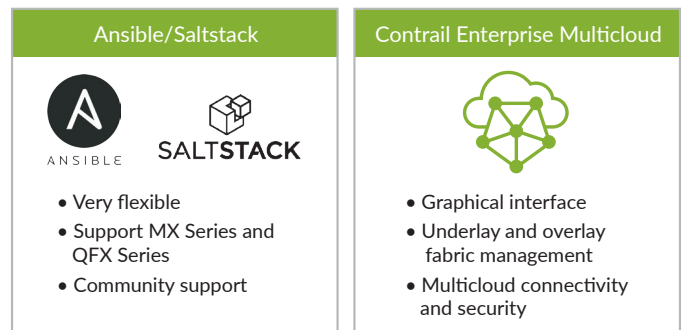 Ansible/Saltstack
ANSIBLE
SALTSTACK
• Very flexible
• Support MX Series and
QFX Series
• Community support
Contrail Enterprise Multicloud
• Graphical interface
• Underlay and overlay
fabric management
• Multicloud connectivity
and security